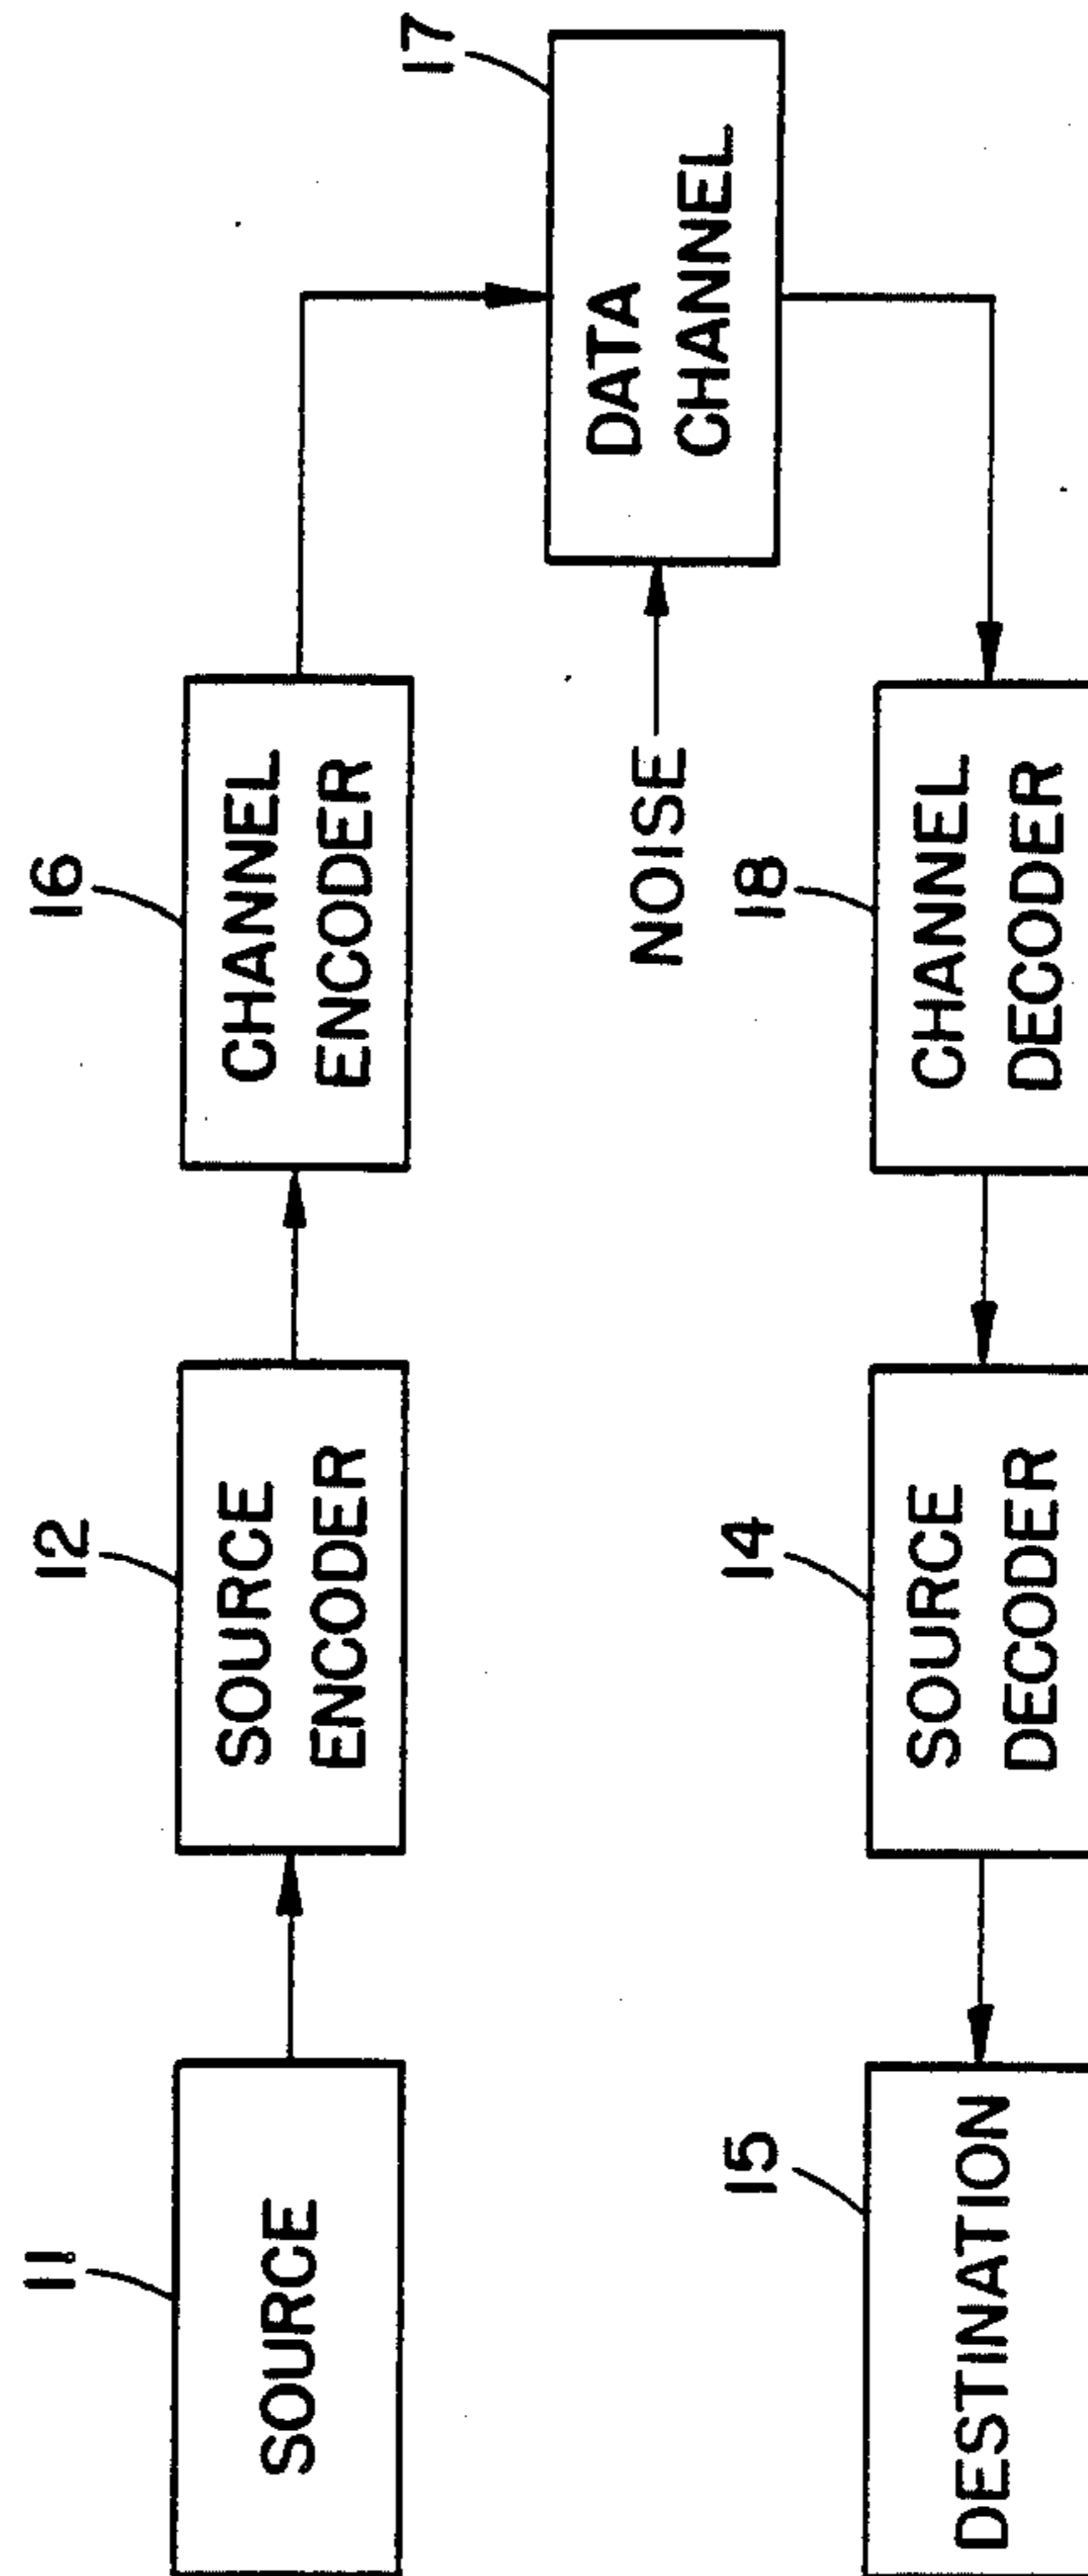 11
SOURCE
12
SOURCE
ENCODER
16
CHANNEL
ENCODER
17
DATA
CHANNEL
NOISE
18
CHANNEL
DECODER
14
SOURCE
DECODER
15
DESTINATION